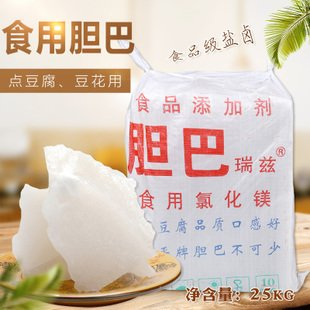 食用胆巴
点豆腐、豆花用
食品级盐卤
食品添加剂
胆巴 瑞兹®
食用氯化镁
豆腐品质口感好
牌胆巴不可少
10
净含量：25KG